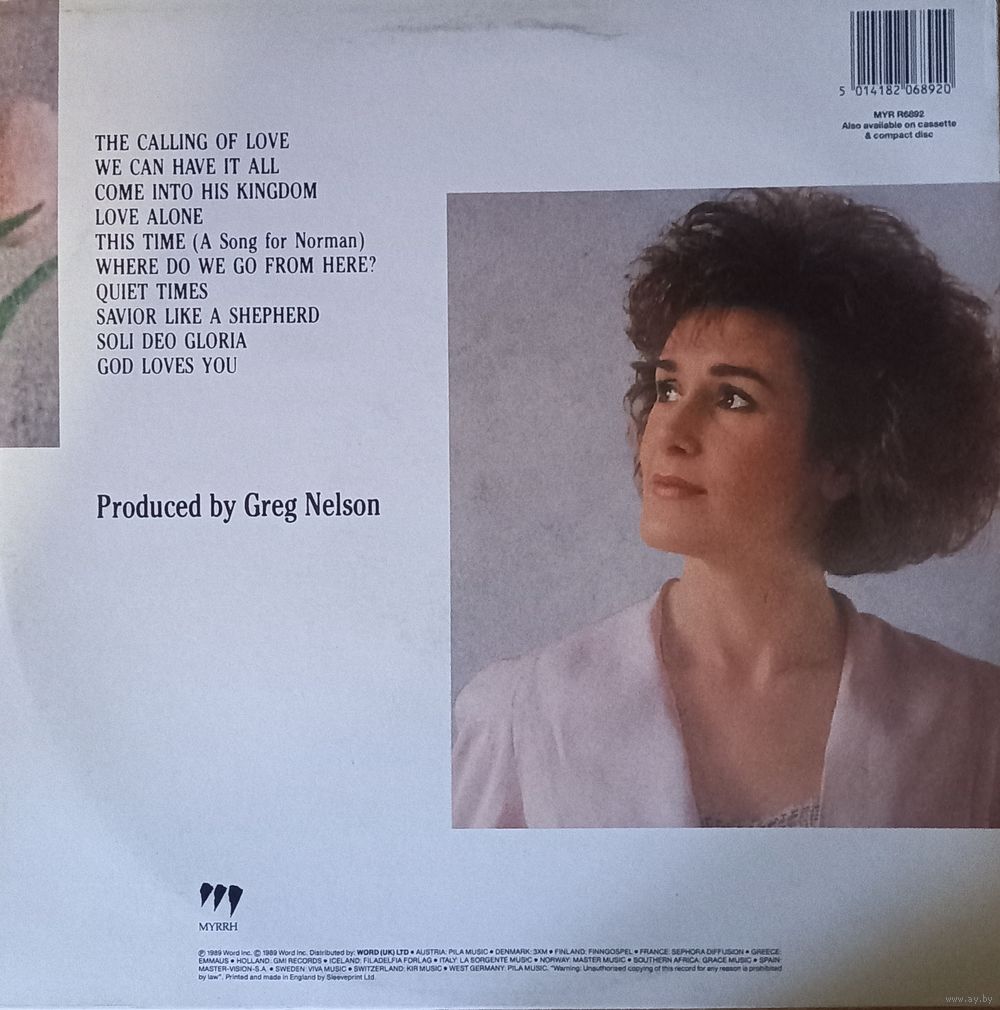 5 014182 068920
MYR R6892
Also available on cassette
& compact disc
THE CALLING OF LOVE
WE CAN HAVE IT ALL
COME INTO HIS KINGDOM
LOVE ALONE
THIS TIME (A Song for Norman)
WHERE DO WE GO FROM HERE?
QUIET TIMES
SAVIOR LIKE A SHEPHERD
SOLI DEO GLORIA
GOD LOVES YOU
Produced by Greg Nelson
MYRRH
℗ 1989 Word Inc. © 1989 Word Inc. Distributed by: WORD (UK) LTD • AUSTRIA: PILA MUSIC • DENMARK: 3XM • FINLAND: FINNGOSPEL • FRANCE: SEPHORA DIFFUSION • GREECE:
EMMAUS • HOLLAND: GMI RECORDS • ICELAND: FILADELFIA FORLAG • ITALY: LA SORGENTE MUSIC • NORWAY: MASTER MUSIC • SOUTHERN AFRICA: GRACE MUSIC • SPAIN:
MASTER-VISION-S.A. • SWEDEN: VIVA MUSIC • SWITZERLAND: KIR MUSIC • WEST GERMANY: PILA MUSIC. "Warning: Unauthorised copying of this record for any reason is prohibited
by law". Printed and made in England by Sleeveprint Ltd.
www.ay.by